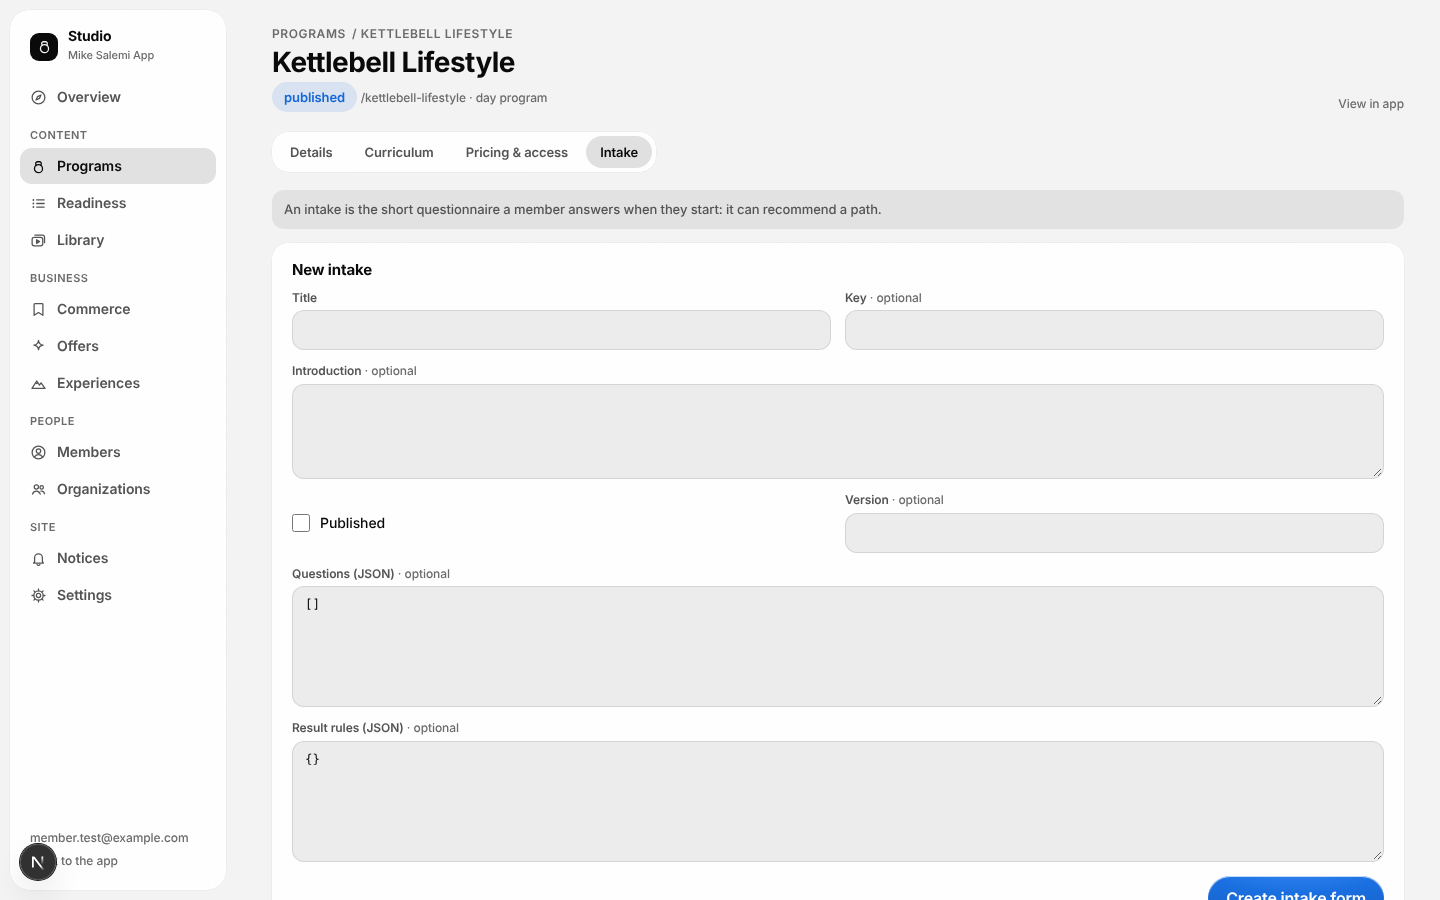 Studio
Mike Salemi App
Overview
CONTENT
Programs
Readiness
Library
BUSINESS
Commerce
Offers
Experiences
PEOPLE
Members
Organizations
SITE
Notices
Settings
member.test@example.com
to the app
N
PROGRAMS / KETTLEBELL LIFESTYLE
Kettlebell Lifestyle
published /kettlebell-lifestyle · day program
View in app
Details Curriculum Pricing & access Intake
An intake is the short questionnaire a member answers when they start: it can recommend a path.
New intake
Title
Key · optional
Introduction · optional
Published
Version · optional
Questions (JSON) · optional
[]
Result rules (JSON) · optional
{}
Create intake form